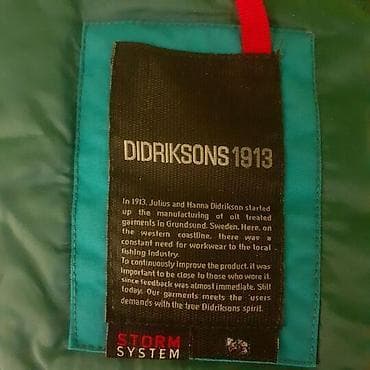 DIDRIKSONS 1913
In 1913, Julius and Hanna Didrikson started
up the manufacturing of oil treated
garments in Grundsund, Sweden. Here, on
the western coastline, there was a
constant need for workwear to the local
fishing industry.
To continuously improve the product, it was
important to be close to those who wore it,
since feedback was almost immediate. Still
today. Our garments meets the 'users
demands with the true Didriksons spirit.
STORM
SYSTEM